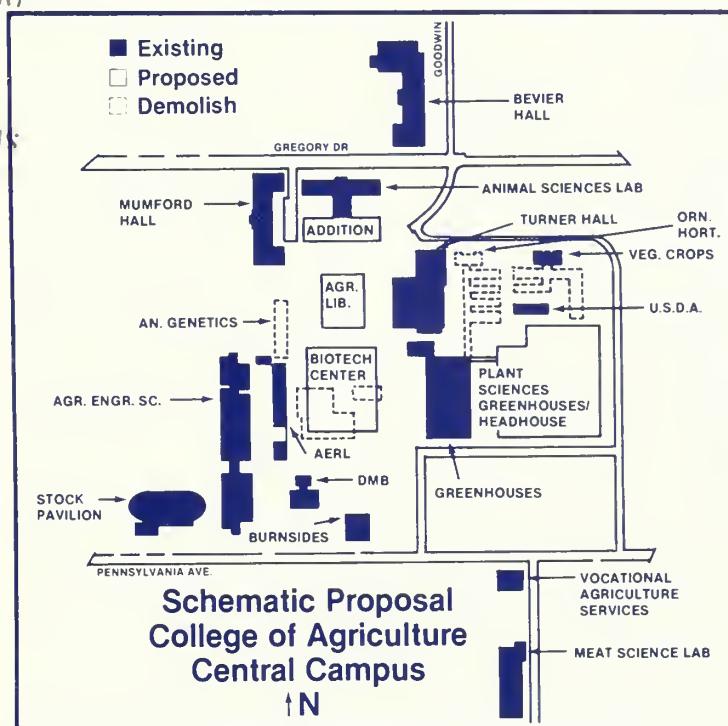 Existing
Proposed
Demolish
GOODWIN
BEVIER
HALL
GREGORY DR
MUMFORD
HALL
ANIMAL SCIENCES LAB
ADDITION
TURNER HALL
ORN.
HORT.
VEG. CROPS
AGR.
LIB.
U.S.D.A.
AN. GENETICS
BIOTECH
CENTER
PLANT
SCIENCES
GREENHOUSES/
HEADHOUSE
AGR. ENGR. SC.
AERL
DMB
GREENHOUSES
STOCK
PAVILION
BURNSIDES
PENNSYLVANIA AVE.
VOCATIONAL
AGRICULTURE
SERVICES
MEAT SCIENCE LAB
Schematic Proposal
College of Agriculture
Central Campus
↑N